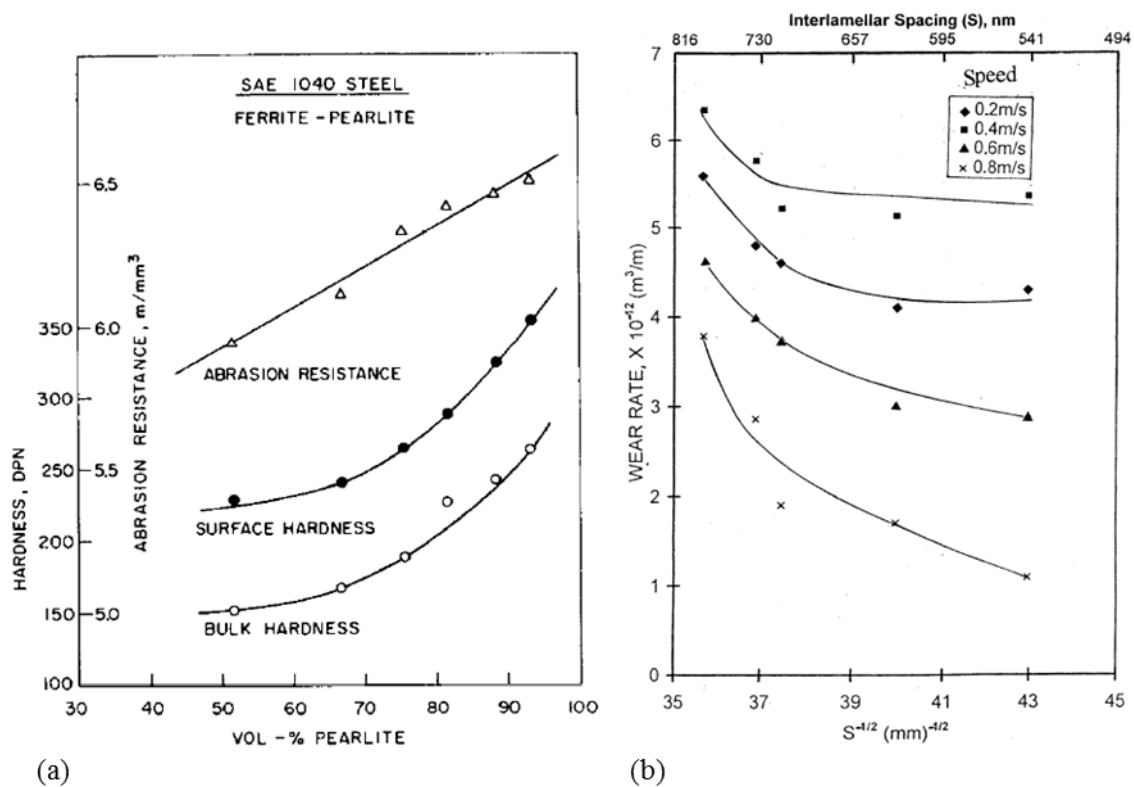 SAE 1040 STEEL
FERRITE - PEARLITE
6.5
6.0
5.5
5.0
350
300
250
200
150
100
HARDNESS, DPN
ABRASION RESISTANCE, m/mm³
ABRASION RESISTANCE
SURFACE HARDNESS
BULK HARDNESS
30 40 50 60 70 80 90 100
VOL -% PEARLITE
(a)
Interlamellar Spacing (S), nm
816 730 657 595 541 494
Speed
0.2m/s
0.4m/s
0.6m/s
0.8m/s
7
6
5
4
3
2
1
0
WEAR RATE, X 10⁻¹² (m³/m)
35 37 39 41 43 45
S⁻¹/² (mm)⁻¹/²
(b)